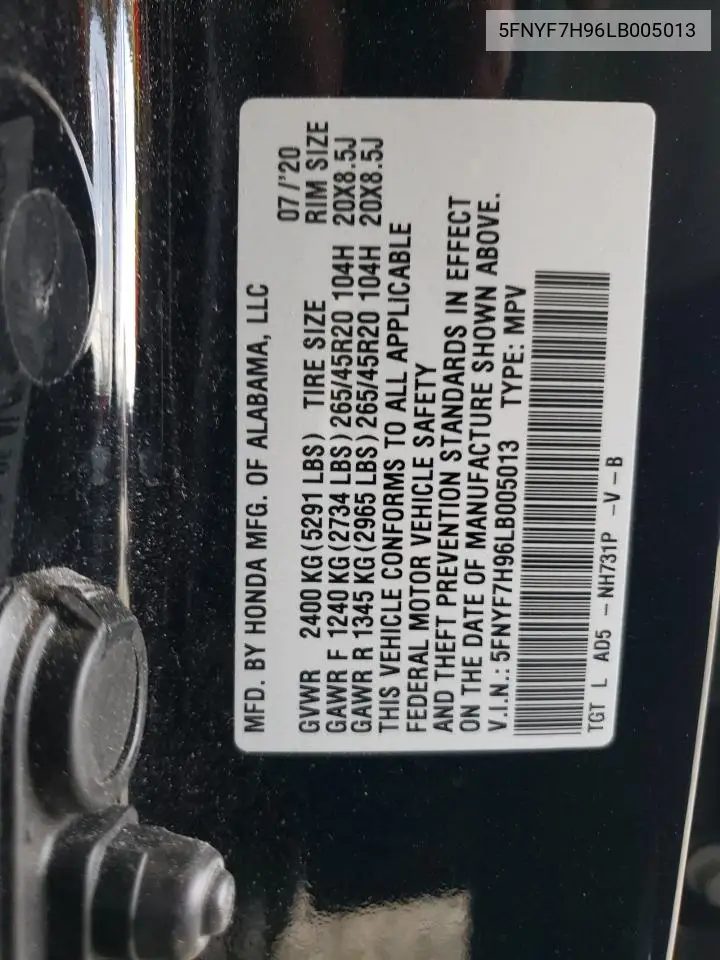 5FNYF7H96LB005013
MFD. BY HONDA MFG. OF ALABAMA, LLC
07/'20
GVWR 2400 KG (5291 LBS) TIRE SIZE RIM SIZE
GAWR F 1240 KG (2734 LBS) 265/45R20 104H 20X8.5J
GAWR R 1345 KG (2965 LBS) 265/45R20 104H 20X8.5J
THIS VEHICLE CONFORMS TO ALL APPLICABLE
FEDERAL MOTOR VEHICLE SAFETY
AND THEFT PREVENTION STANDARDS IN EFFECT
ON THE DATE OF MANUFACTURE SHOWN ABOVE.
V.I.N.: 5FNYF7H96LB005013 TYPE: MPV
TGT L AD5 - NH731P - V - B